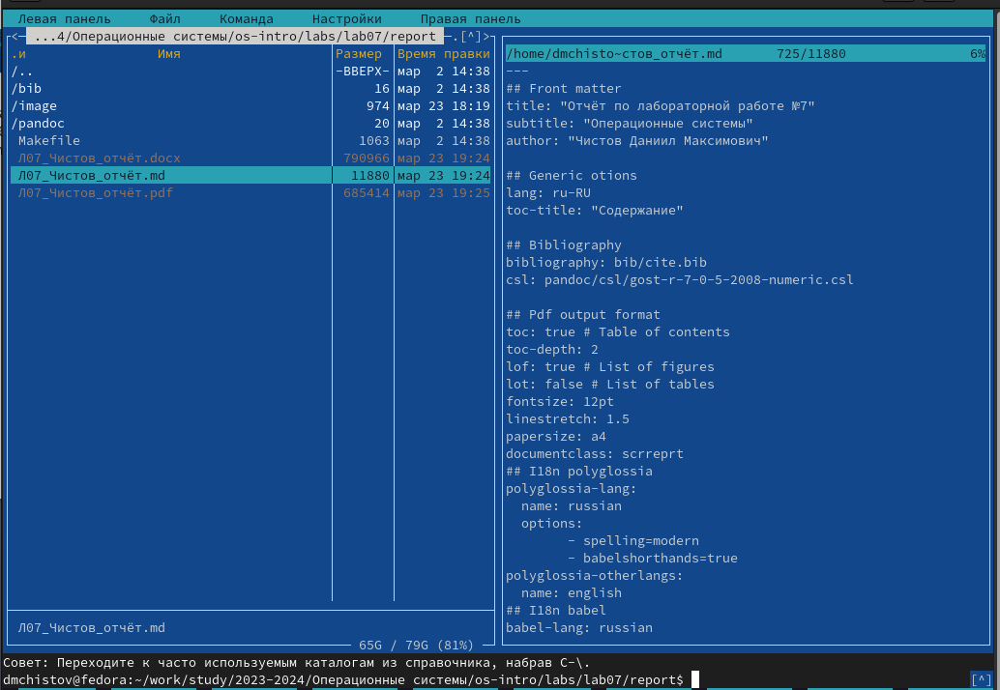 Левая панель Файл Команда Настройки Правая панель
<— ...4/Операционные системы/os-intro/labs/lab07/report —.[^]>
.и Имя Размер Время правки
/.. -ВВЕРХ- мар 2 14:38
/bib 16 мар 2 14:38
/image 974 мар 23 18:19
/pandoc 20 мар 2 14:38
Makefile 1063 мар 2 14:38
Л07_Чистов_отчёт.docx 790966 мар 23 19:24
Л07_Чистов_отчёт.md 11880 мар 23 19:24
Л07_Чистов_отчёт.pdf 685414 мар 23 19:25
Л07_Чистов_отчёт.md
65G / 79G (81%)
/home/dmchisto~стов_отчёт.md 725/11880 6%
---
## Front matter
title: "Отчёт по лабораторной работе №7"
subtitle: "Операционные системы"
author: "Чистов Даниил Максимович"
## Generic otions
lang: ru-RU
toc-title: "Содержание"
## Bibliography
bibliography: bib/cite.bib
csl: pandoc/csl/gost-r-7-0-5-2008-numeric.csl
## Pdf output format
toc: true # Table of contents
toc-depth: 2
lof: true # List of figures
lot: false # List of tables
fontsize: 12pt
linestretch: 1.5
papersize: a4
documentclass: scrreprt
## I18n polyglossia
polyglossia-lang:
name: russian
options:
- spelling=modern
- babelshorthands=true
polyglossia-otherlangs:
name: english
## I18n babel
babel-lang: russian
Совет: Переходите к часто используемым каталогам из справочника, набрав C-\.
dmchistov@fedora:~/work/study/2023-2024/Операционные системы/os-intro/labs/lab07/report$ [^]